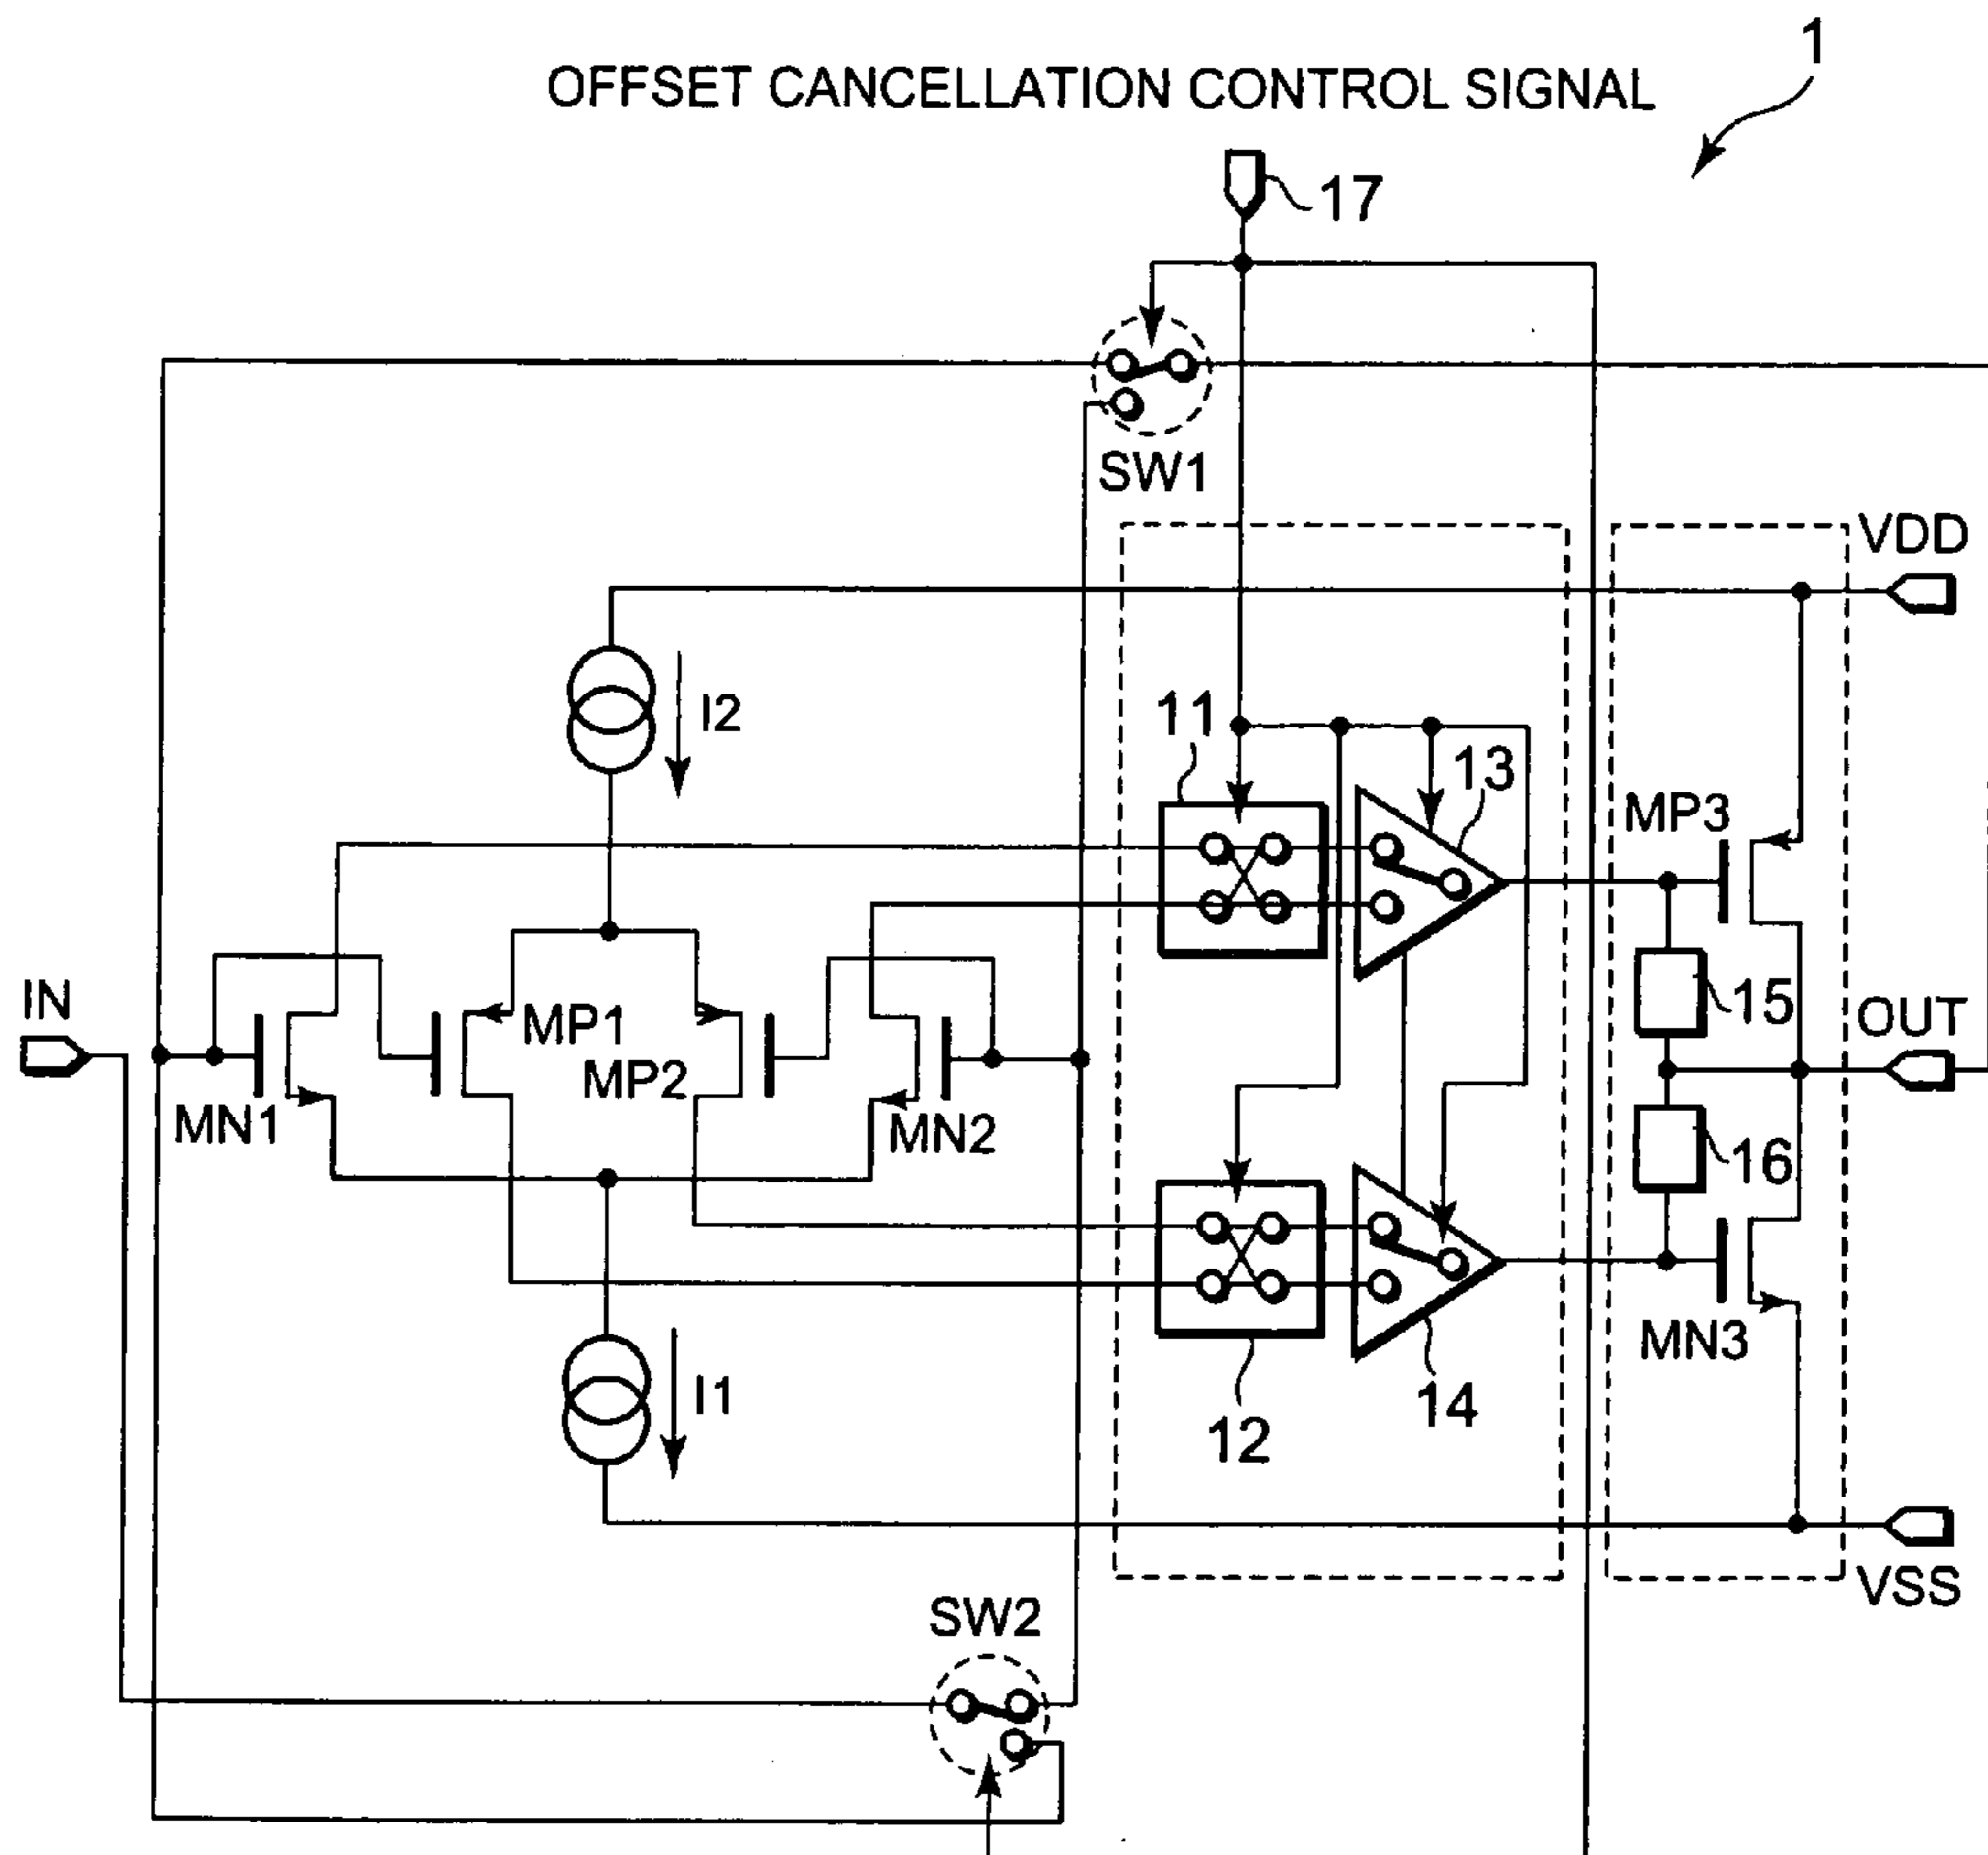 1
OFFSET CANCELLATION CONTROL SIGNAL
17
SW1
VDD
I2
11
13
MP3
IN
MP1
15
OUT
MP2
MN1
MN2
16
MN3
I1
14
12
VSS
SW2